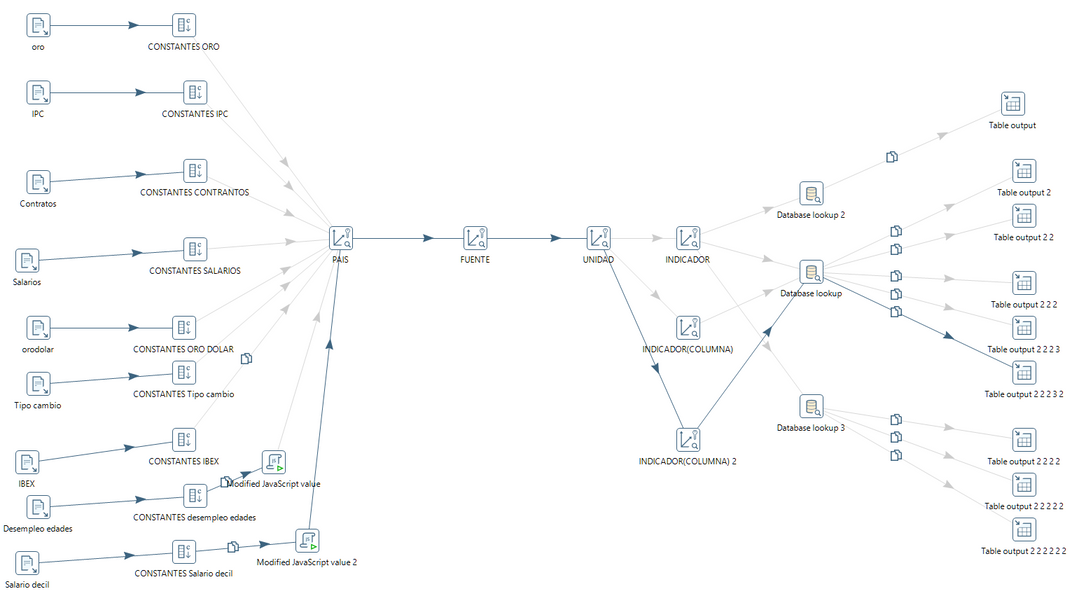 oro
CONSTANTES ORO
IPC
CONSTANTES IPC
Contratos
CONSTANTES CONTRANTOS
Salarios
CONSTANTES SALARIOS
orodolar
CONSTANTES ORO DOLAR
Tipo cambio
CONSTANTES Tipo cambio
IBEX
CONSTANTES IBEX
Desempleo edades
CONSTANTES desempleo edades
Modified JavaScript value
Salario decil
CONSTANTES Salario decil
Modified JavaScript value 2
PAIS
FUENTE
UNIDAD
INDICADOR
INDICADOR(COLUMNA)
INDICADOR(COLUMNA) 2
Database lookup 2
Database lookup
Database lookup 3
Table output
Table output 2
Table output 2 2
Table output 2 2 2
Table output 2 2 2 3
Table output 2 2 2 3 2
Table output 2 2 2 2
Table output 2 2 2 2 2
Table output 2 2 2 2 2 2